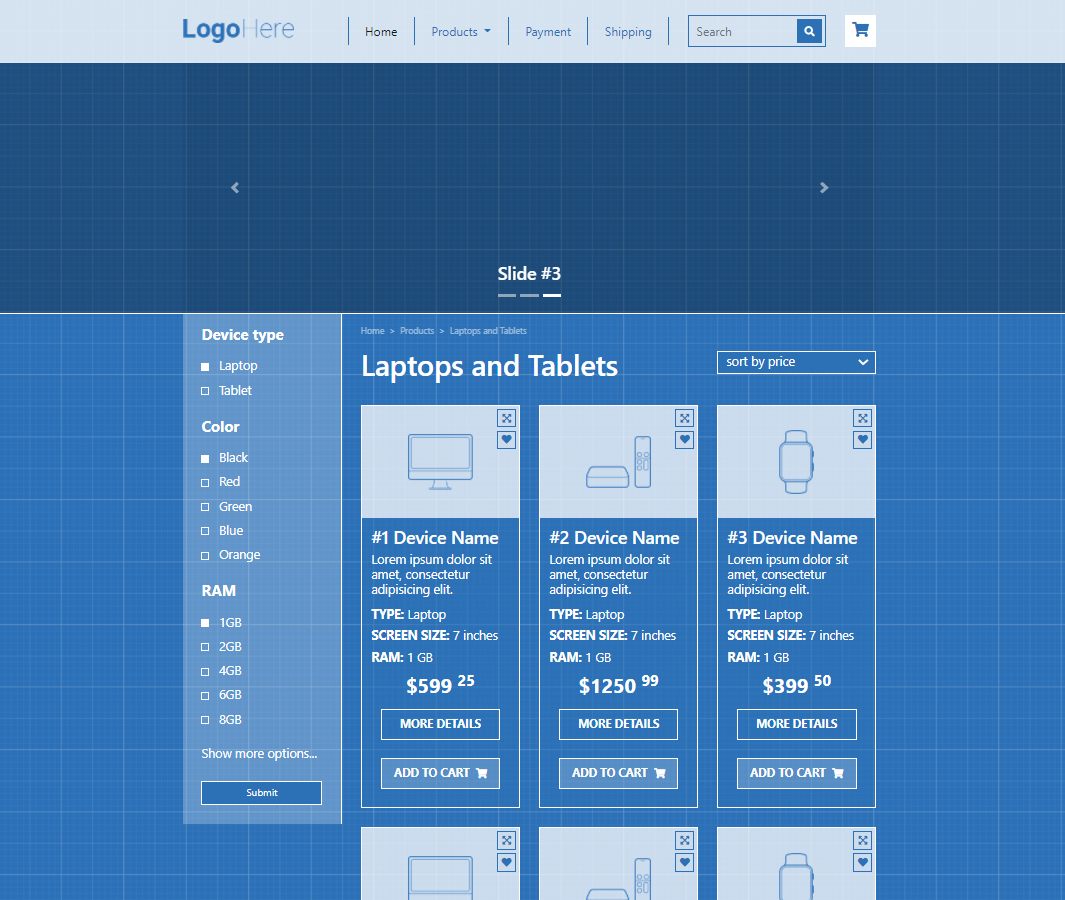 LogoHere
Home
Products
Payment
Shipping
Search
Slide #3
Device type
Laptop
Tablet
Color
Black
Red
Green
Blue
Orange
RAM
1GB
2GB
4GB
6GB
8GB
Show more options...
Submit
Home > Products > Laptops and Tablets
Laptops and Tablets
sort by price
#1 Device Name
Lorem ipsum dolor sit
amet, consectetur
adipisicing elit.
TYPE: Laptop
SCREEN SIZE: 7 inches
RAM: 1 GB
$599 25
MORE DETAILS
ADD TO CART
#2 Device Name
Lorem ipsum dolor sit
amet, consectetur
adipisicing elit.
TYPE: Laptop
SCREEN SIZE: 7 inches
RAM: 1 GB
$1250 99
MORE DETAILS
ADD TO CART
#3 Device Name
Lorem ipsum dolor sit
amet, consectetur
adipisicing elit.
TYPE: Laptop
SCREEN SIZE: 7 inches
RAM: 1 GB
$399 50
MORE DETAILS
ADD TO CART